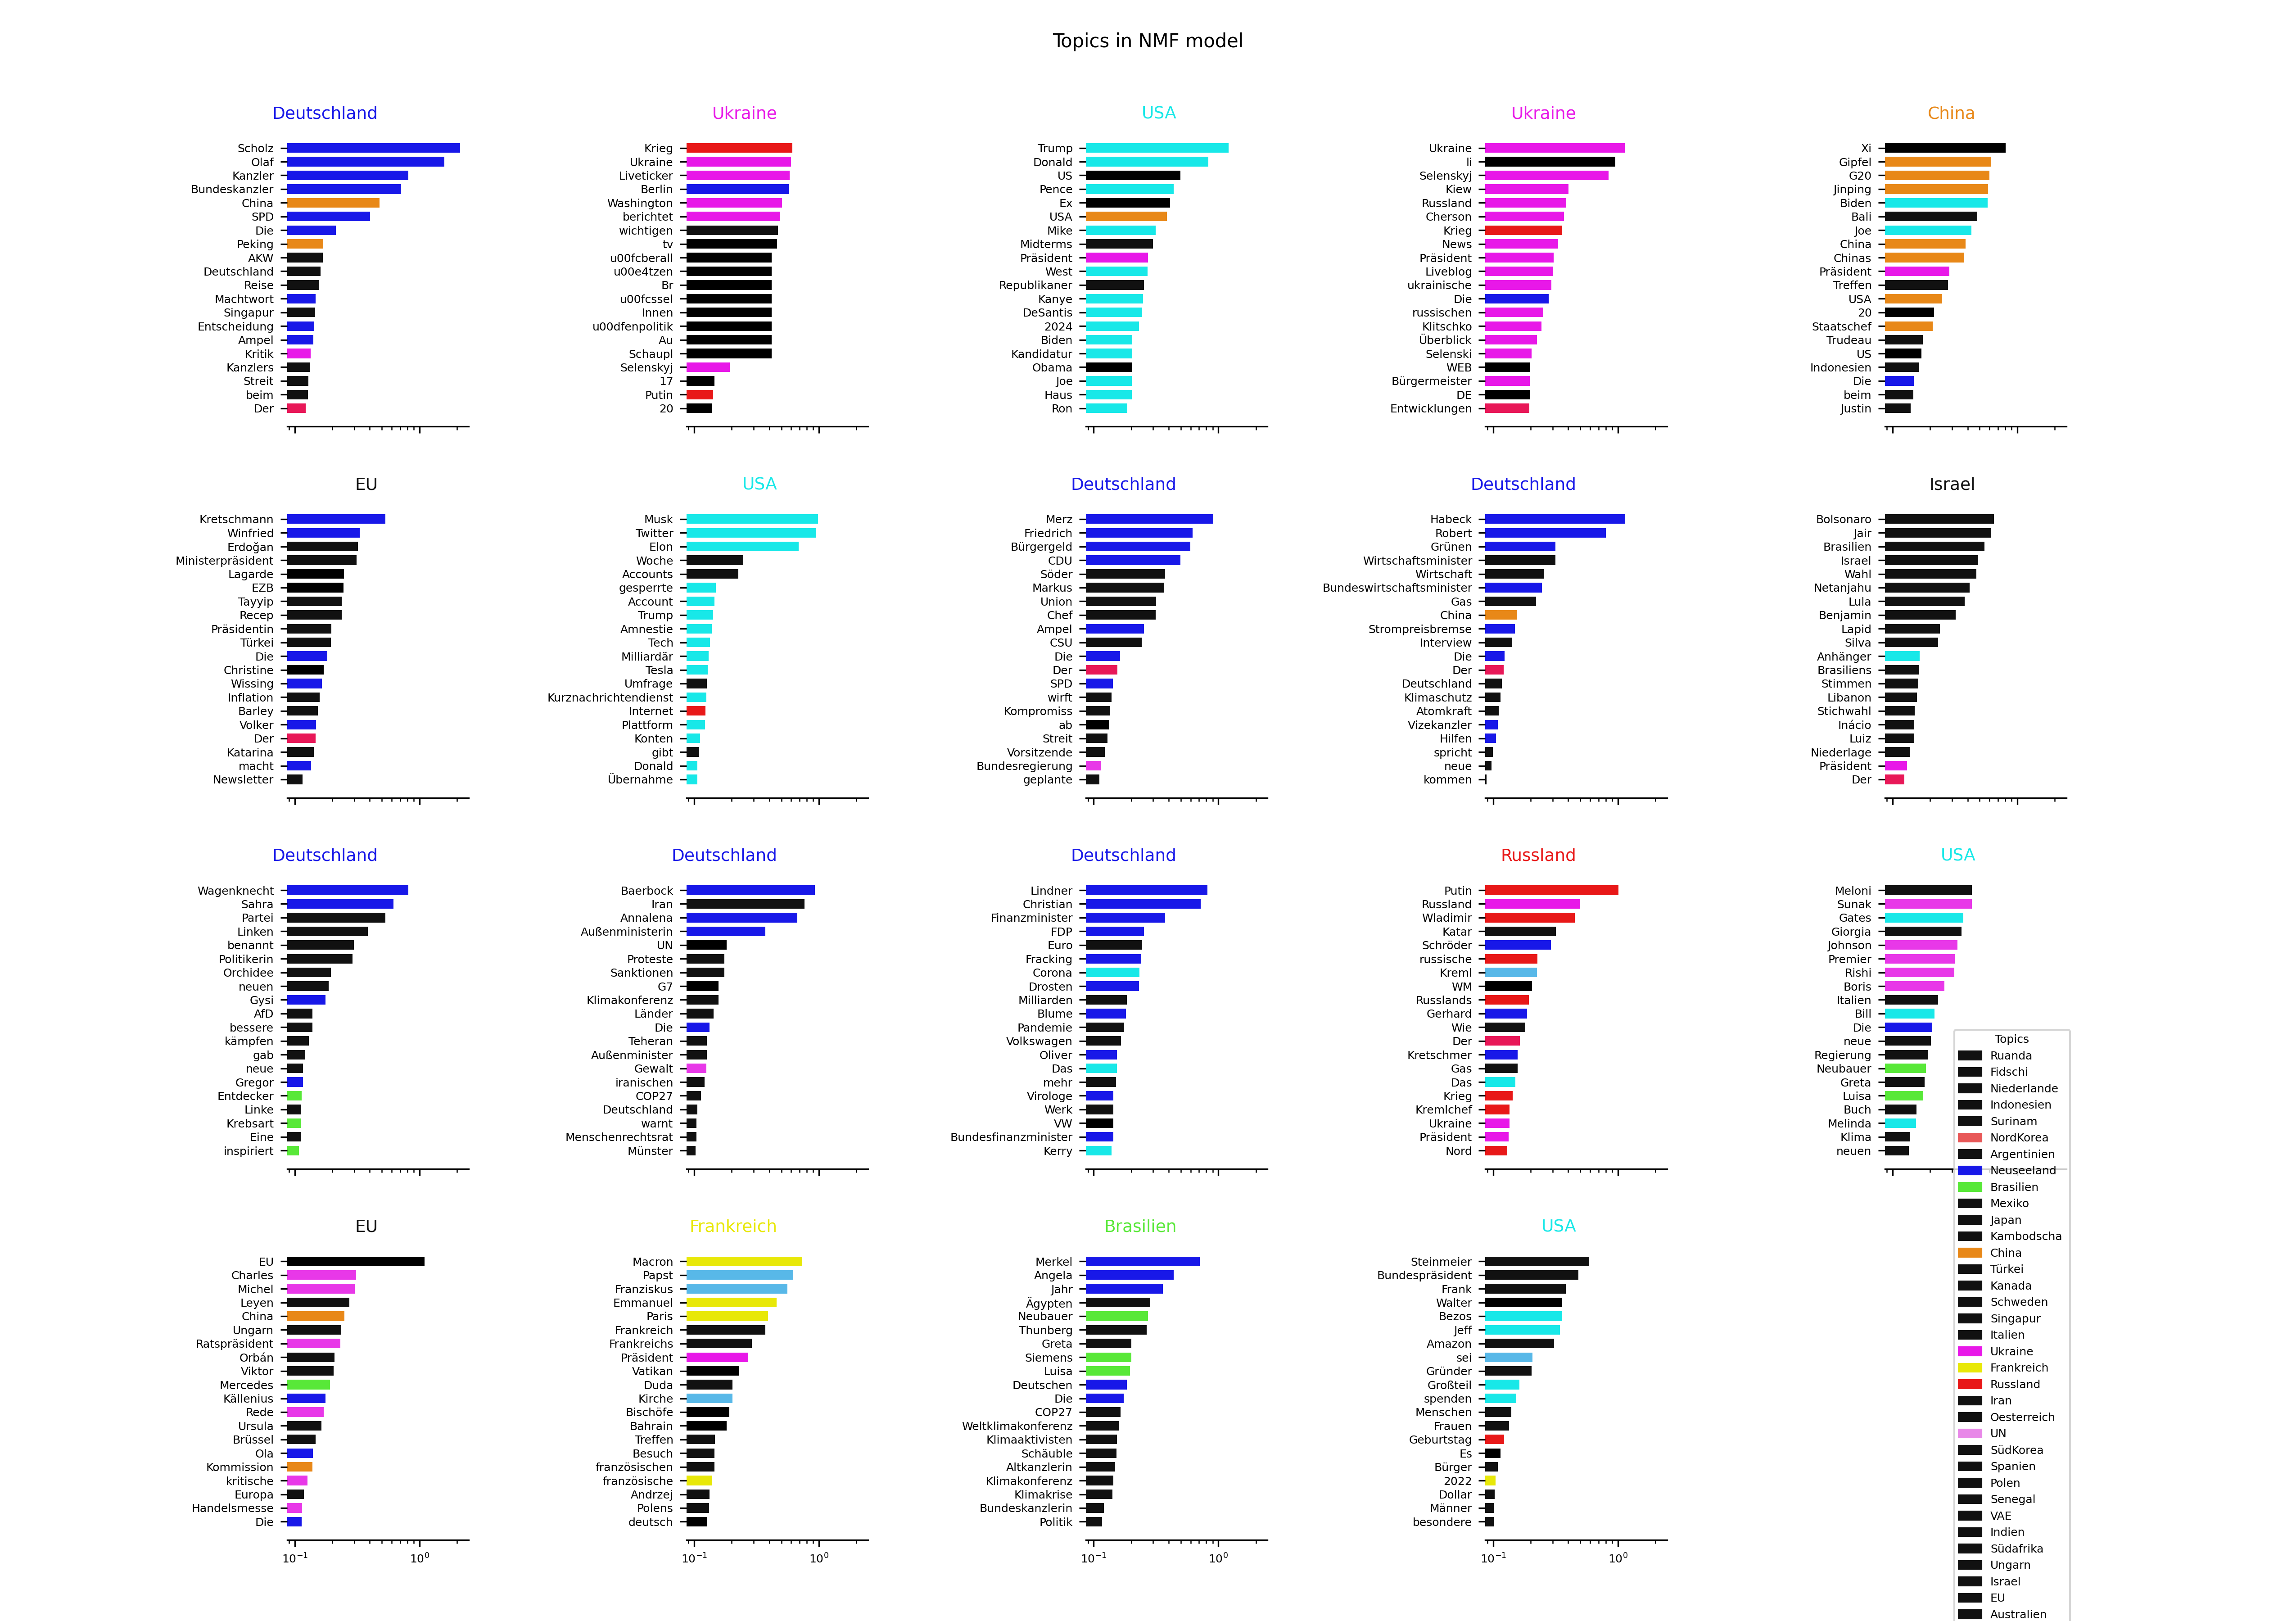 Topics in NMF model
Deutschland
Scholz
Olaf
Kanzler
Bundeskanzler
China
SPD
Die
Peking
AKW
Deutschland
Reise
Machtwort
Singapur
Entscheidung
Ampel
Kritik
Kanzlers
Streit
beim
Der
Ukraine
Krieg
Ukraine
Liveticker
Berlin
Washington
berichtet
wichtigen
tv
u00fcberall
u00e4tzen
Br
u00fcssel
Innen
u00dfenpolitik
Au
Schaupl
Selenskyj
17
Putin
20
USA
Trump
Donald
US
Pence
Ex
USA
Mike
Midterms
Präsident
West
Republikaner
Kanye
DeSantis
2024
Biden
Kandidatur
Obama
Joe
Haus
Ron
Ukraine
Ukraine
li
Selenskyj
Kiew
Russland
Cherson
Krieg
News
Präsident
Liveblog
ukrainische
Die
russischen
Klitschko
Überblick
Selenski
WEB
Bürgermeister
DE
Entwicklungen
China
Xi
Gipfel
G20
Jinping
Biden
Bali
Joe
China
Chinas
Präsident
Treffen
USA
20
Staatschef
Trudeau
US
Indonesien
Die
beim
Justin
EU
Kretschmann
Winfried
Erdoğan
Ministerpräsident
Lagarde
EZB
Tayyip
Recep
Präsidentin
Türkei
Die
Christine
Wissing
Inflation
Barley
Volker
Der
Katarina
macht
Newsletter
USA
Musk
Twitter
Elon
Woche
Accounts
gesperrte
Account
Trump
Amnestie
Tech
Milliardär
Tesla
Umfrage
Kurznachrichtendienst
Internet
Plattform
Konten
gibt
Donald
Übernahme
Deutschland
Merz
Friedrich
Bürgergeld
CDU
Söder
Markus
Union
Chef
Ampel
CSU
Die
Der
SPD
wirft
Kompromiss
ab
Streit
Vorsitzende
Bundesregierung
geplante
Deutschland
Habeck
Robert
Grünen
Wirtschaftsminister
Wirtschaft
Bundeswirtschaftsminister
Gas
China
Strompreisbremse
Interview
Die
Der
Deutschland
Klimaschutz
Atomkraft
Vizekanzler
Hilfen
spricht
neue
kommen
Israel
Bolsonaro
Jair
Brasilien
Israel
Wahl
Netanjahu
Lula
Benjamin
Lapid
Silva
Anhänger
Brasiliens
Stimmen
Libanon
Stichwahl
Inácio
Luiz
Niederlage
Präsident
Der
Deutschland
Wagenknecht
Sahra
Partei
Linken
benannt
Politikerin
Orchidee
neuen
Gysi
AfD
bessere
kämpfen
gab
neue
Gregor
Entdecker
Linke
Krebsart
Eine
inspiriert
Deutschland
Baerbock
Iran
Annalena
Außenministerin
UN
Proteste
Sanktionen
G7
Klimakonferenz
Länder
Die
Teheran
Außenminister
Gewalt
iranischen
COP27
Deutschland
warnt
Menschenrechtsrat
Münster
Deutschland
Lindner
Christian
Finanzminister
FDP
Euro
Fracking
Corona
Drosten
Milliarden
Blume
Pandemie
Volkswagen
Oliver
Das
mehr
Virologe
Werk
VW
Bundesfinanzminister
Kerry
Russland
Putin
Russland
Wladimir
Katar
Schröder
russische
Kreml
WM
Russlands
Gerhard
Wie
Der
Kretschmer
Gas
Das
Krieg
Kremlchef
Ukraine
Präsident
Nord
USA
Meloni
Sunak
Gates
Giorgia
Johnson
Premier
Rishi
Boris
Italien
Bill
Die
neue
Regierung
Neubauer
Greta
Luisa
Buch
Melinda
Klima
neuen
EU
EU
Charles
Michel
Leyen
China
Ungarn
Ratspräsident
Orbán
Viktor
Mercedes
Källenius
Rede
Ursula
Brüssel
Ola
Kommission
kritische
Europa
Handelsmesse
Die
10⁻¹ 10⁰
Frankreich
Macron
Papst
Franziskus
Emmanuel
Paris
Frankreich
Frankreichs
Präsident
Vatikan
Duda
Kirche
Bischöfe
Bahrain
Treffen
Besuch
französischen
französische
Andrzej
Polens
deutsch
10⁻¹ 10⁰
Brasilien
Merkel
Angela
Jahr
Ägypten
Neubauer
Thunberg
Greta
Siemens
Luisa
Deutschen
Die
COP27
Weltklimakonferenz
Klimaaktivisten
Schäuble
Altkanzlerin
Klimakonferenz
Klimakrise
Bundeskanzlerin
Politik
10⁻¹ 10⁰
USA
Steinmeier
Bundespräsident
Frank
Walter
Bezos
Jeff
Amazon
sei
Gründer
Großteil
spenden
Menschen
Frauen
Geburtstag
Es
Bürger
2022
Dollar
Männer
besondere
10⁻¹ 10⁰
Topics
Ruanda
Fidschi
Niederlande
Indonesien
Surinam
NordKorea
Argentinien
Neuseeland
Brasilien
Mexiko
Japan
Kambodscha
China
Türkei
Kanada
Schweden
Singapur
Italien
Ukraine
Frankreich
Russland
Iran
Oesterreich
UN
SüdKorea
Spanien
Polen
Senegal
VAE
Indien
Südafrika
Ungarn
Israel
EU
Australien